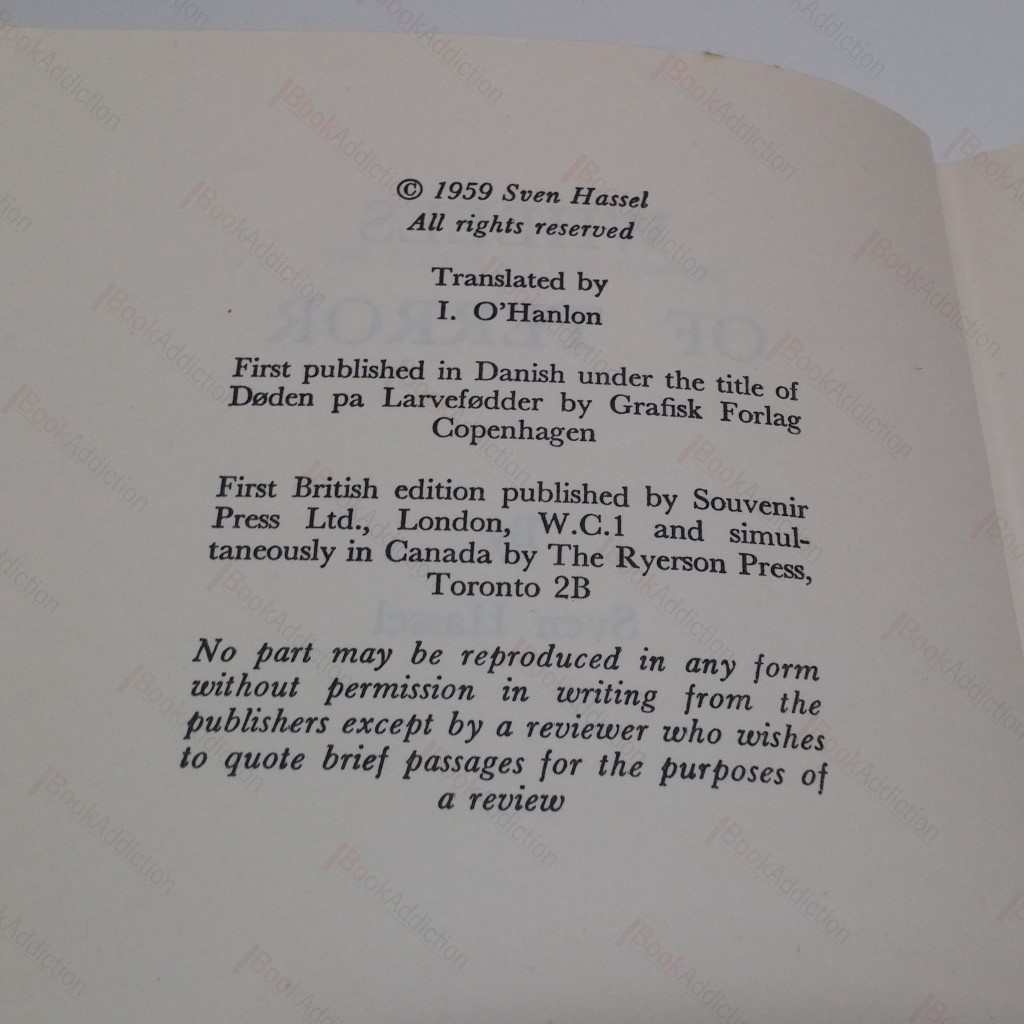 © 1959 Sven Hassel
All rights reserved
Translated by
I. O'Hanlon
First published in Danish under the title of
Døden pa Larvefødder by Grafisk Forlag
Copenhagen
First British edition published by Souvenir
Press Ltd., London, W.C.1 and simul-
taneously in Canada by The Ryerson Press,
Toronto 2B
No part may be reproduced in any form
without permission in writing from the
publishers except by a reviewer who wishes
to quote brief passages for the purposes of
a review
BookAddiction